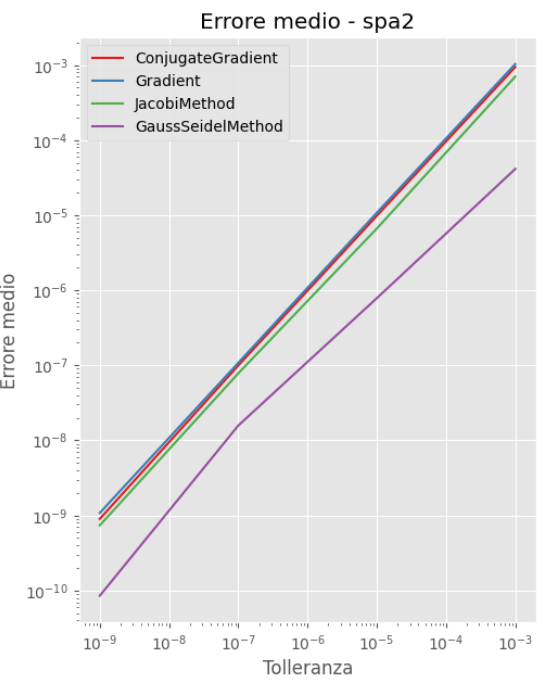 Errore medio - spa2
ConjugateGradient
Gradient
JacobiMethod
GaussSeidelMethod
Errore medio
10⁻³
10⁻⁴
10⁻⁵
10⁻⁶
10⁻⁷
10⁻⁸
10⁻⁹
10⁻¹⁰
10⁻⁹ 10⁻⁸ 10⁻⁷ 10⁻⁶ 10⁻⁵ 10⁻⁴ 10⁻³
Tolleranza